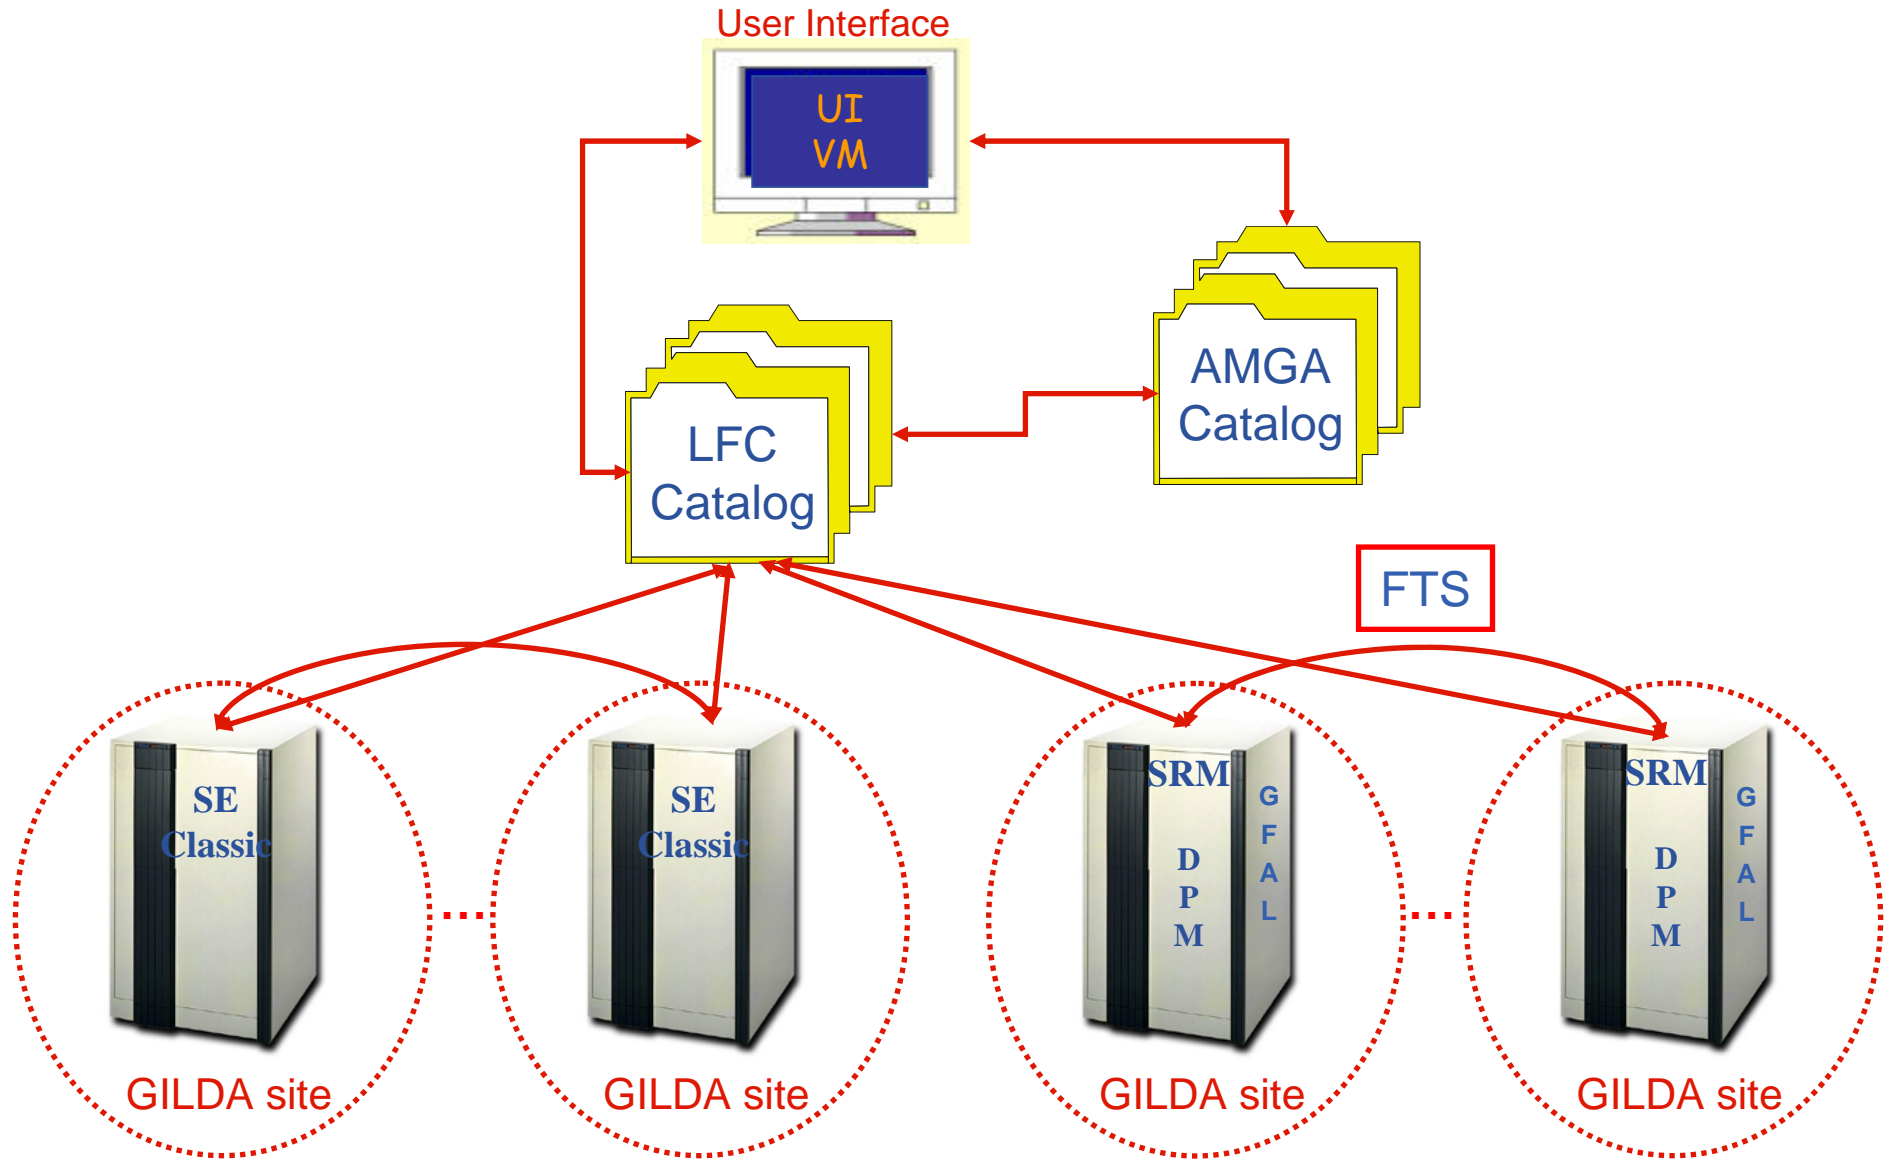 User Interface
UI
VM
AMGA
Catalog
LFC
Catalog
FTS
SE
Classic
SE
Classic
SRM
D
P
M
G
F
A
L
SRM
D
P
M
G
F
A
L
GILDA site
GILDA site
GILDA site
GILDA site